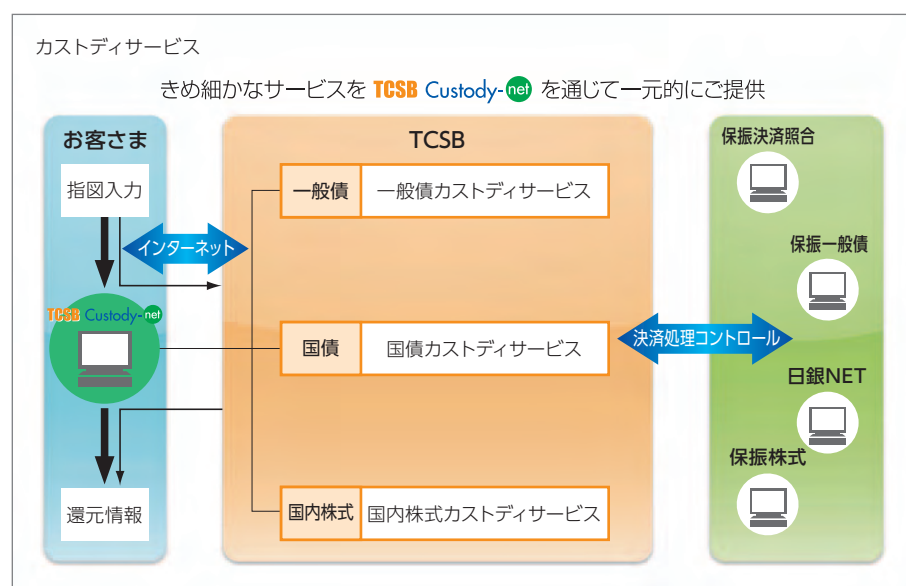 カストディサービス
きめ細かなサービスを TCSB Custody-net を通じて一元的にご提供
お客さま
指図入力
インターネット
TCSB Custody-net
還元情報
TCSB
一般債 一般債カストディサービス
国債 国債カストディサービス
国内株式 国内株式カストディサービス
決済処理コントロール
保振決済照合
保振一般債
日銀NET
保振株式